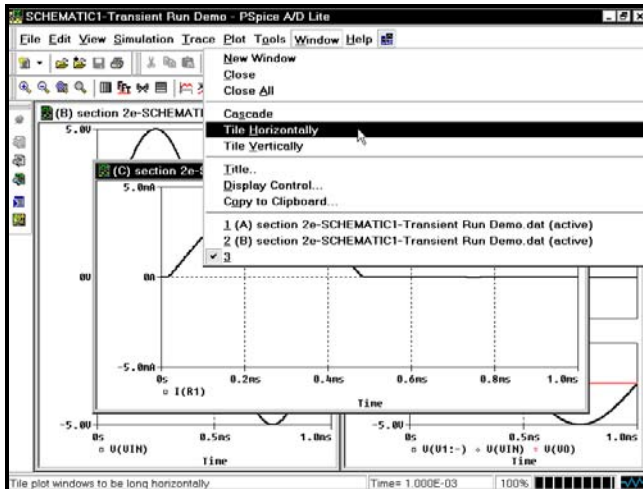 SCHEMATIC1-Transient Run Demo - PSpice A/D Lite
File Edit View Simulation Trace Plot Tools Window Help
New Window
Close
Close All
Cascade
Tile Horizontally
Tile Vertically
Title..
Display Control...
Copy to Clipboard...
1 (A) section 2e-SCHEMATIC1-Transient Run Demo.dat (active)
2 (B) section 2e-SCHEMATIC1-Transient Run Demo.dat (active)
3
(B) section 2e-SCHEMATI
5.0V
0V
-5.0V
0s 0.5ms 1.0ms
V(VIN)
Time
(C) section 2e-S
5.0mA
0A
-5.0mA
0s 0.2ms 0.4ms 0.6ms 0.8ms 1.0ms
I(R1)
Time
0s 0.5ms 1.0ms
V(V1:-) V(VIN) V(VO)
Time
Tile plot windows to be long horizontally Time= 1.000E-03 100%